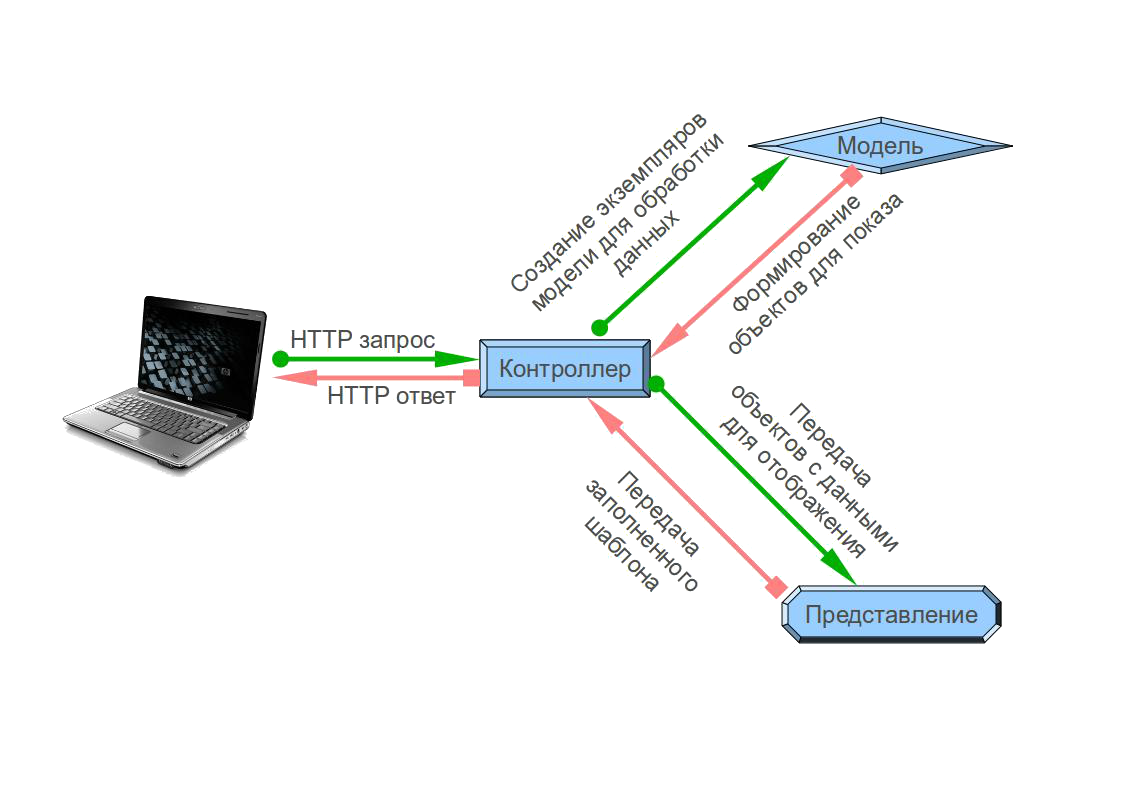 Модель
Создание экземпляров
модели для обработки
данных
Формирование
объектов для показа
HTTP запрос
Контроллер
HTTP ответ
Передача
объектов с данными
для отображения
Передача
заполненного
шаблона
Представление